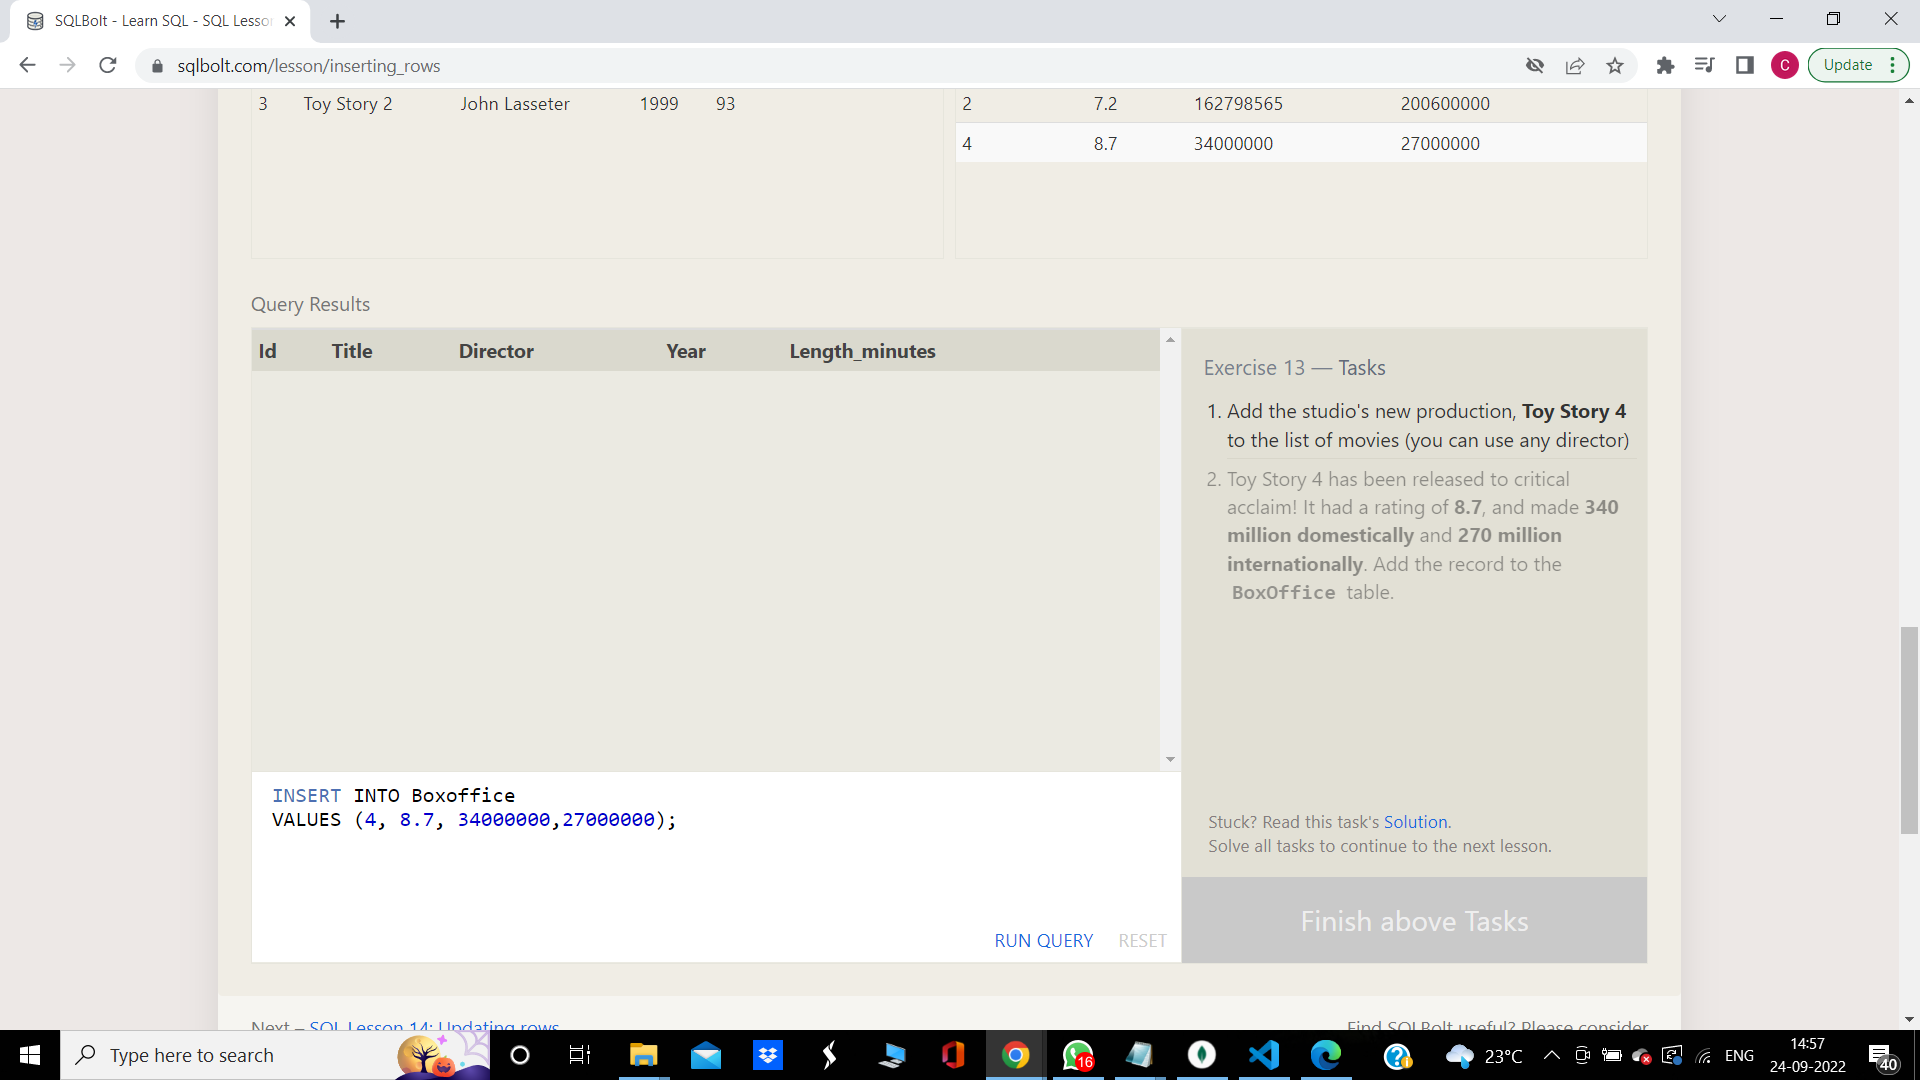 SQLBolt - Learn SQL - SQL Lesso
sqlbolt.com/lesson/inserting_rows
C
Update
3 Toy Story 2 John Lasseter 1999 93
2 7.2 162798565 200600000
4 8.7 34000000 27000000
Query Results
Id Title Director Year Length_minutes
Exercise 13 — Tasks
1. Add the studio's new production, Toy Story 4
to the list of movies (you can use any director)
2. Toy Story 4 has been released to critical
acclaim! It had a rating of 8.7, and made 340
million domestically and 270 million
internationally. Add the record to the
BoxOffice table.
INSERT INTO Boxoffice
VALUES (4, 8.7, 34000000,27000000);
RUN QUERY RESET
Stuck? Read this task's Solution.
Solve all tasks to continue to the next lesson.
Finish above Tasks
Next – SQL Lesson 14: Updating rows
Find SQLBolt useful? Please consider
Type here to search
16
23°C
ENG
14:57
24-09-2022
40